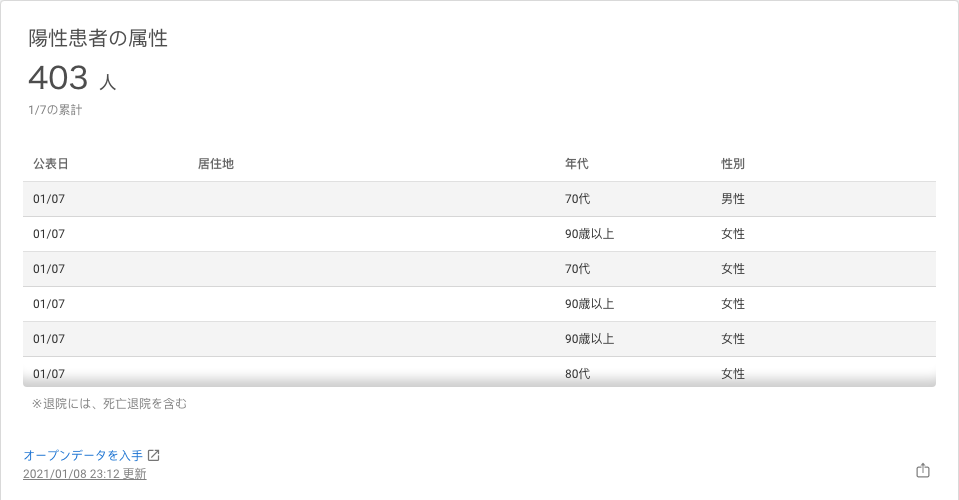 陽性患者の属性
403 人
1/7の累計
公表日 居住地 年代 性別
01/07 70代 男性
01/07 90歳以上 女性
01/07 70代 女性
01/07 90歳以上 女性
01/07 90歳以上 女性
01/07 80代 女性
※退院には、死亡退院を含む
オープンデータを入手
2021/01/08 23:12 更新